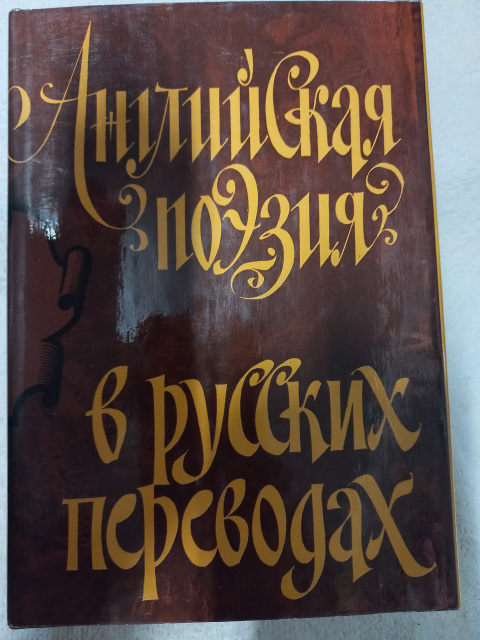 Английская
поэзия
в русских
переводах